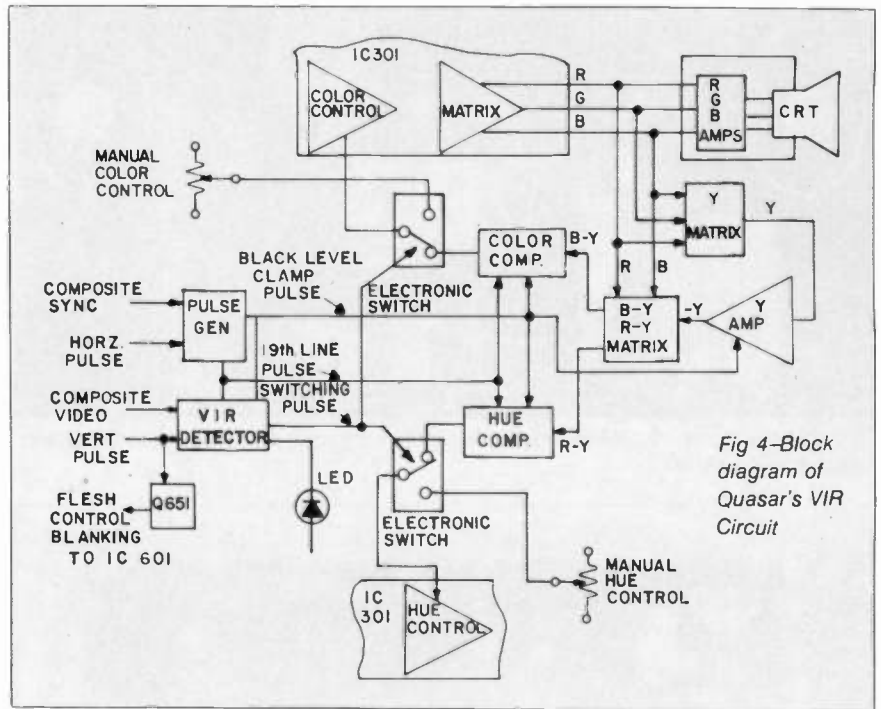 IC301
COLOR
CONTROL
MATRIX
R
G
B
R
G
B
AMPS
CRT
MANUAL
COLOR
CONTROL
Y
MATRIX
Y
COLOR
COMP.
B-Y
R
B
BLACK LEVEL
CLAMP
PULSE
ELECTRONIC
SWITCH
COMPOSITE
SYNC
PULSE
GEN
HORZ.
PULSE
B-Y
R-Y
MATRIX
-Y
Y
AMP
19th LINE
PULSE
SWITCHING
PULSE
COMPOSITE
VIDEO
VIR
DETECTOR
VERT
PULSE
HUE
COMP.
R-Y
LED
Q651
FLESH
CONTROL
BLANKING
TO IC 601
ELECTRONIC
SWITCH
Fig 4–Block
diagram of
Quasar's VIR
Circuit
IC
301
HUE
CONTROL
MANUAL
HUE
CONTROL